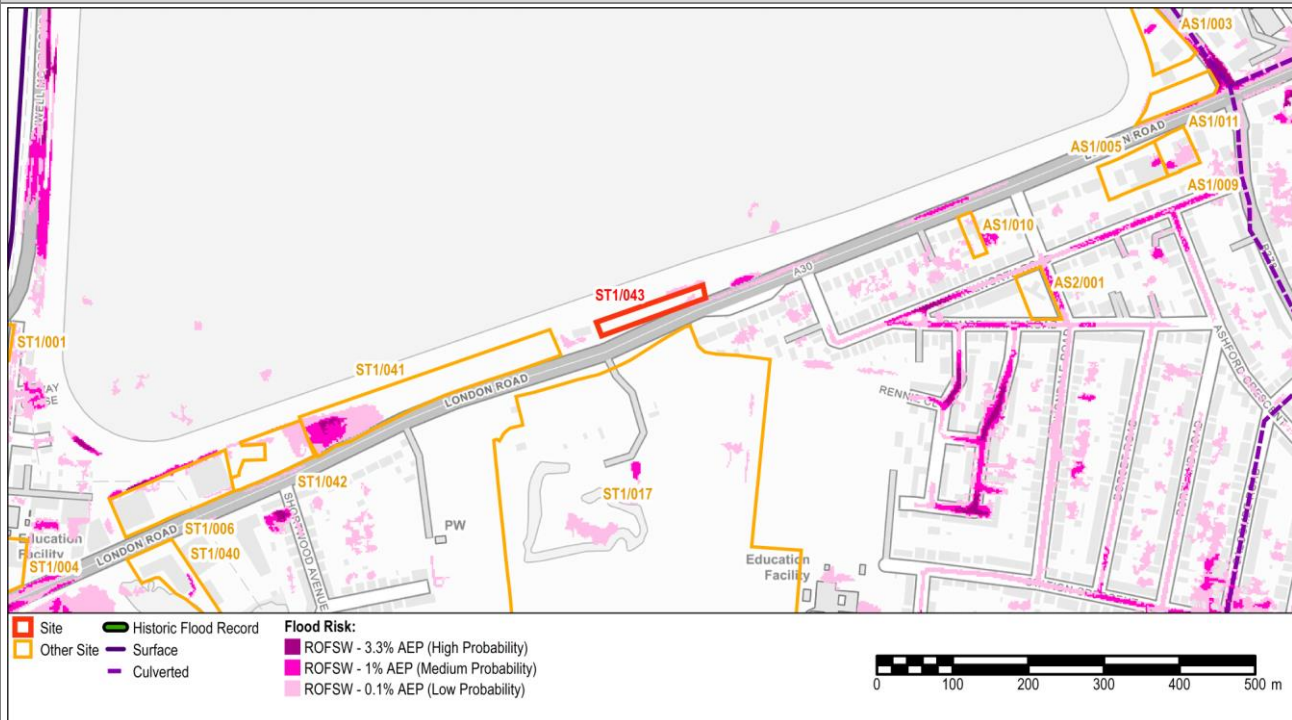 AS1/003
LONDON ROAD
AS1/011
AS1/005
AS1/009
AS1/010
A30
ST1/043
AS2/001
ST1/001
ST1/041
LONDON ROAD
RENNIE CL
ASHFORD CRESCENT
ST1/042
ST1/017
SHORTWOOD AVENUE
ST1/006
PW
LONDON ROAD
ST1/040
Education
Facility
ST1/004
Education
Facility
Site
Other Site
Historic Flood Record
Surface
Culverted
Flood Risk:
ROFSW - 3.3% AEP (High Probability)
ROFSW - 1% AEP (Medium Probability)
ROFSW - 0.1% AEP (Low Probability)
0 100 200 300 400 500 m